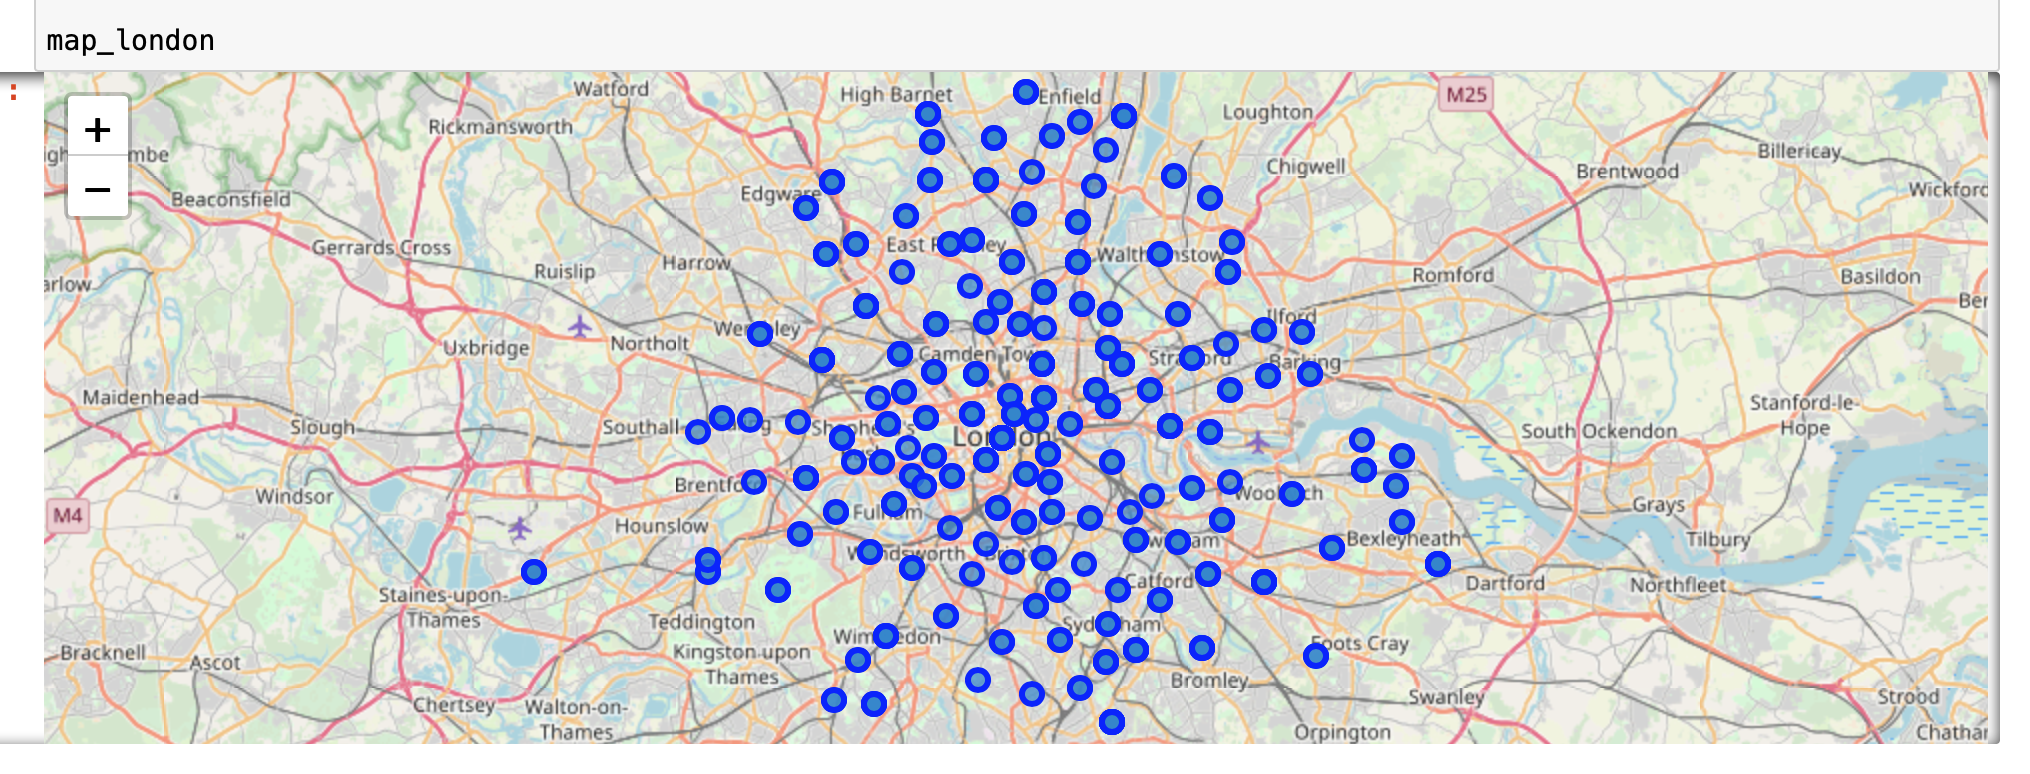 map_london
:
+
−
Watford
High Barnet
Enfield
M25
Loughton
Rickmansworth
Billericay
Chigwell
Brentwood
Beaconsfield
Edgware
Wickford
Gerrards Cross
East
Ruislip
Harrow
Romford
Basildon
Ilford
Uxbridge
Northolt
Camden
Barking
Maidenhead
Stanford-le-
Hope
Slough
Southall
London
South Ockendon
Brentford
Windsor
Grays
M4
Hounslow
Fulham
Bexleyheath
Tilbury
Staines-upon-
Thames
Catford
Dartford
Northfleet
Teddington
Bracknell
Ascot
Kingston upon
Thames
Foots Cray
Bromley
Swanley
Strood
Chertsey
Walton-on-
Thames
Orpington